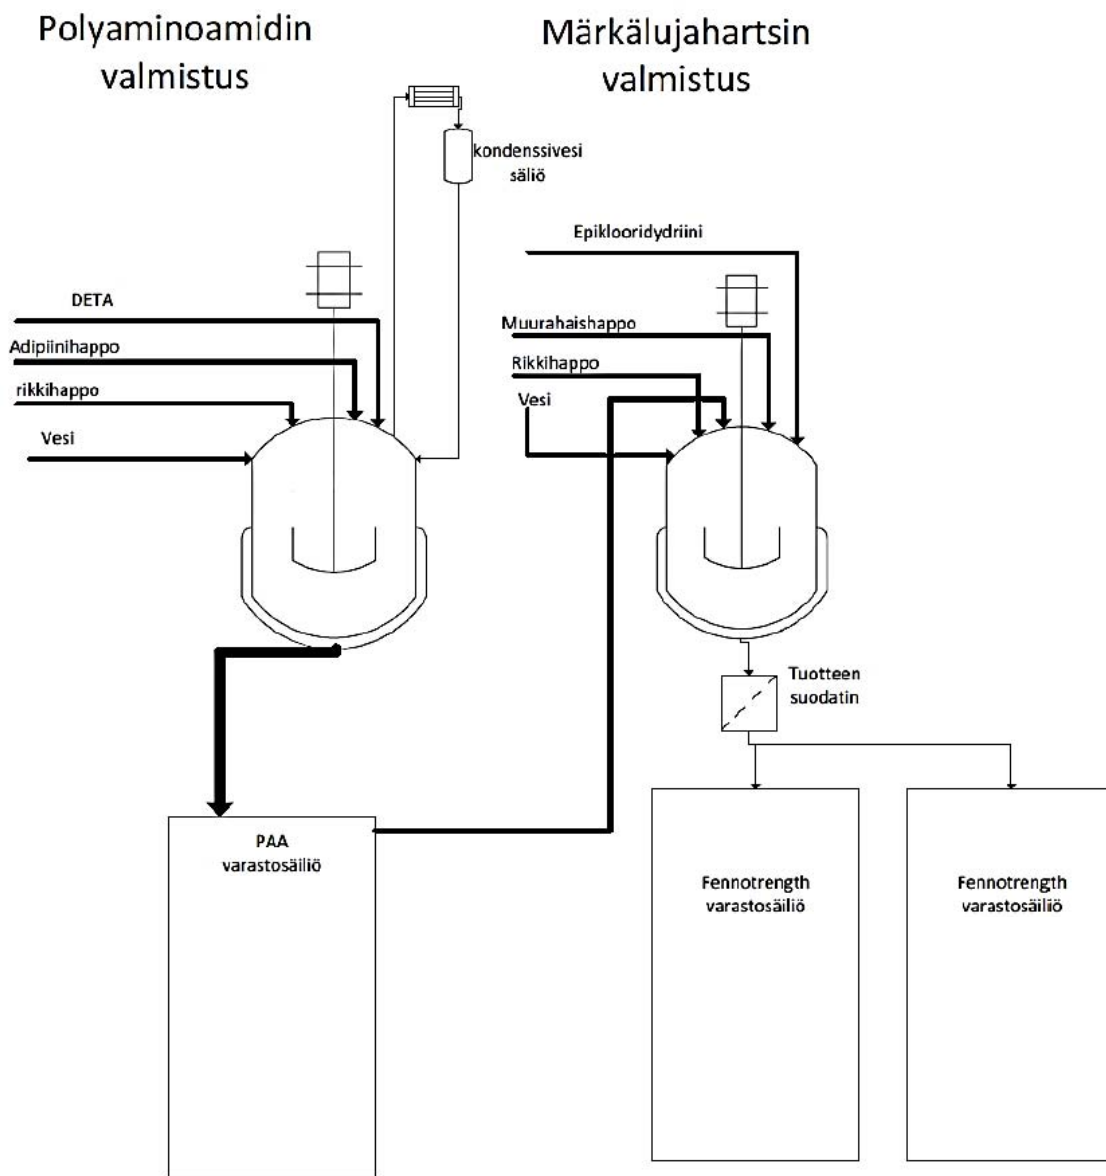 Polyaminoamidin
valmistus
Märkälujahartsin
valmistus
kondenssivesi
säliö
Epiklooridydriini
DETA
Muurahaishappo
Adipiinihappo
Rikkihappo
rikkihappo
Vesi
Vesi
Tuotteen
suodatin
PAA
varastosäiliö
Fennotrength
varastosäiliö
Fennotrength
varastosäiliö